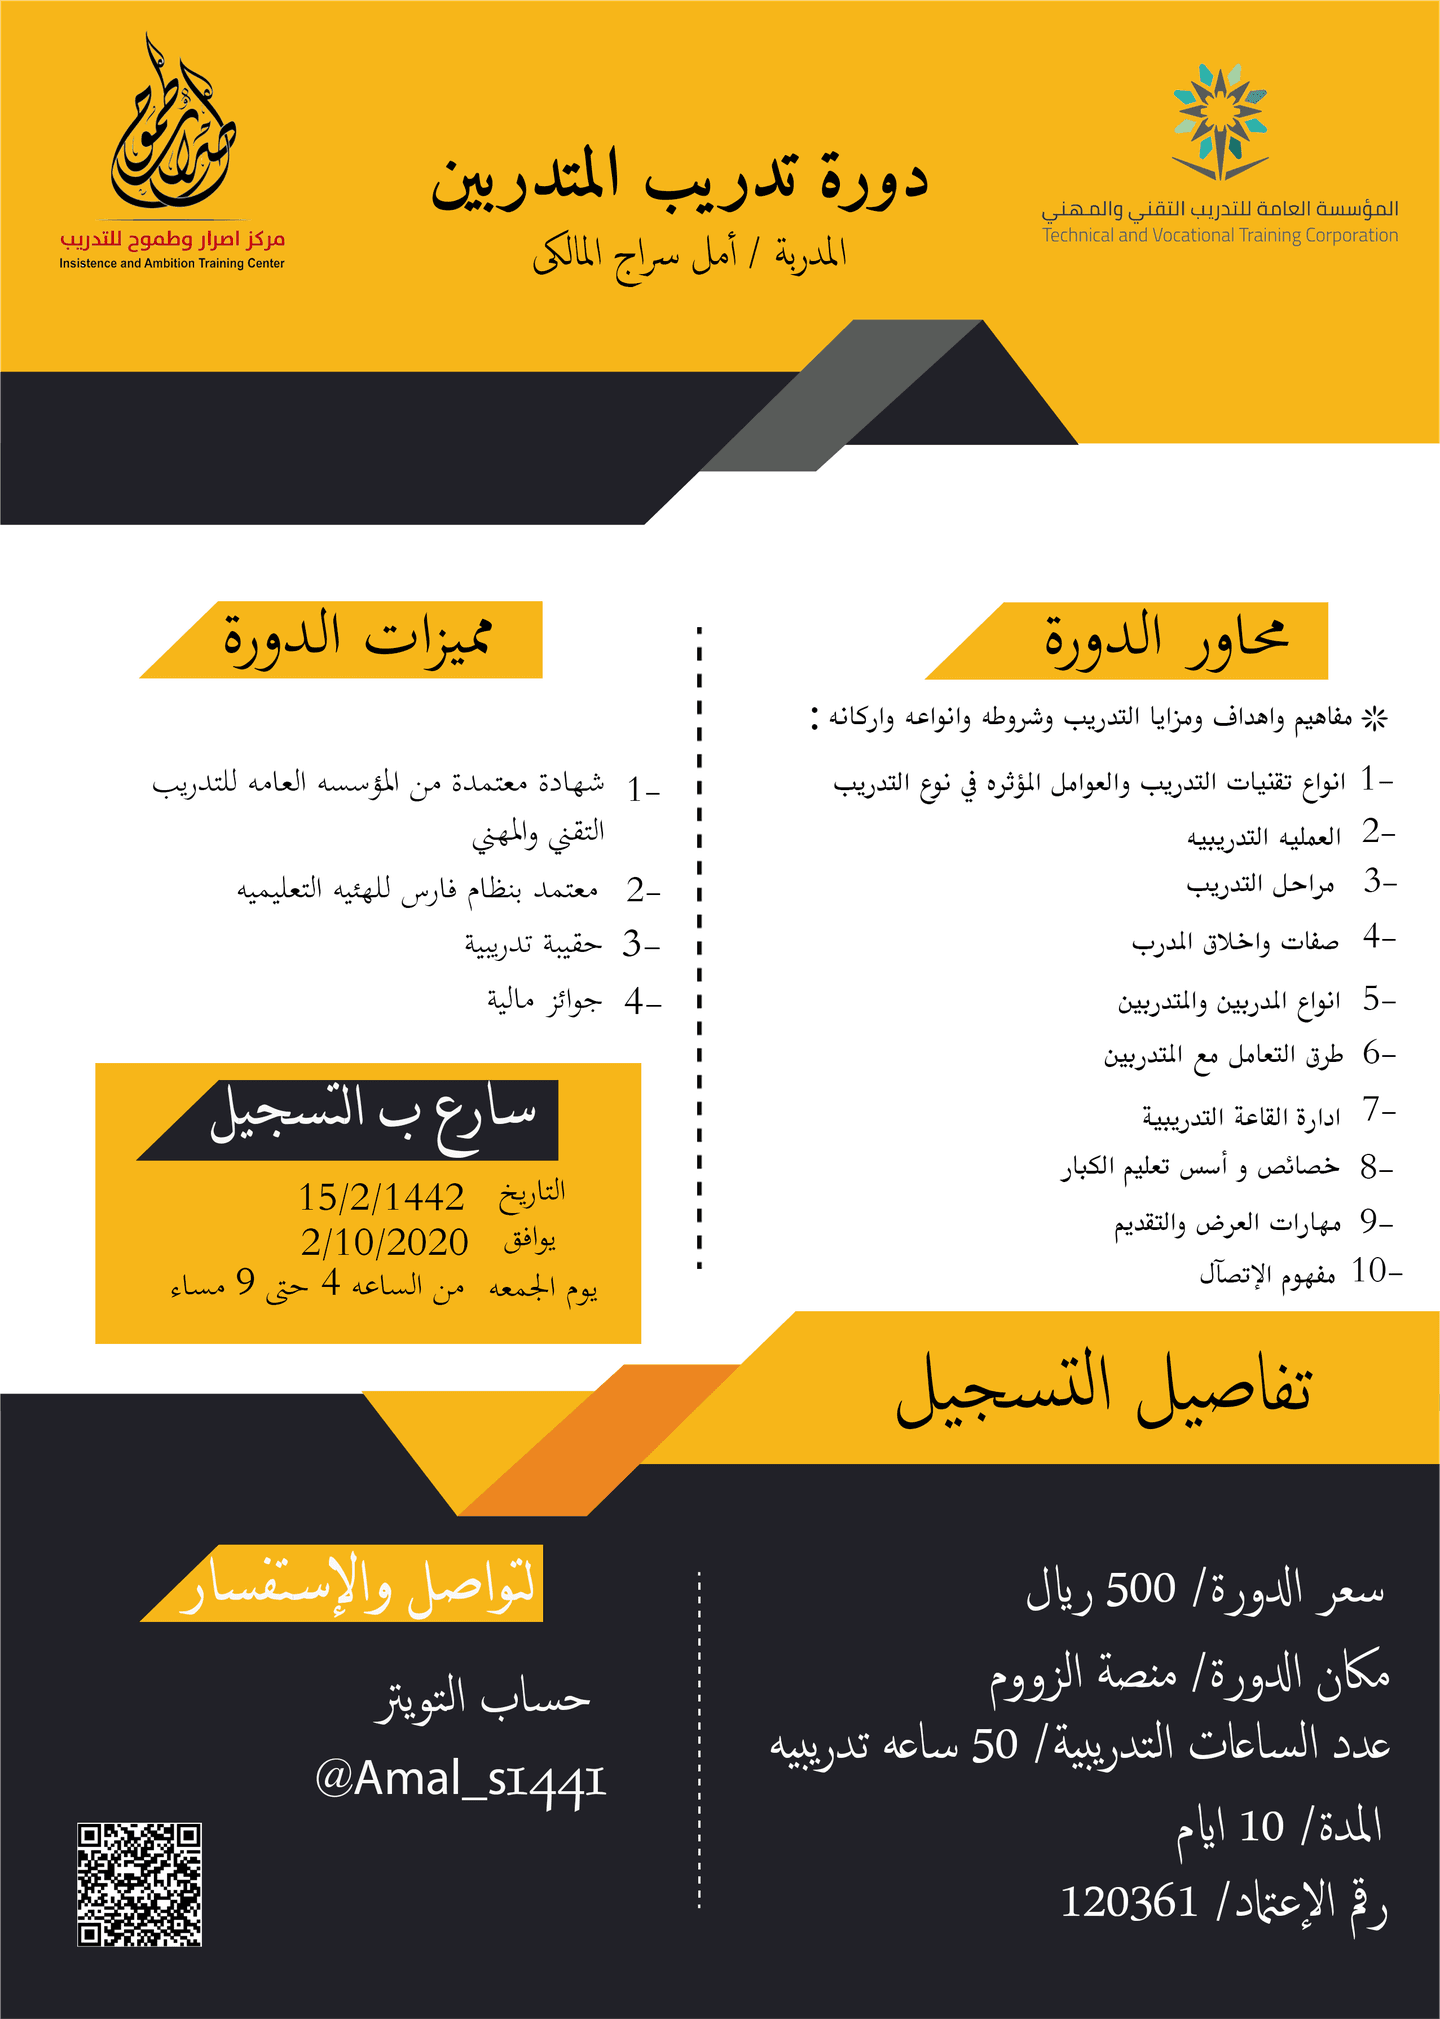 اصرار وطموح
مركز اصرار وطموح للتدريب
Insistence and Ambition Training Center
المؤسسة العامة للتدريب التقني والمهني
Technical and Vocational Training Corporation
دورة تدريب المتدربين
المدربة / أمل سراج المالكى
محاور الدورة
مفاهيم واهداف ومزايا التدريب وشروطه وانواعه واركانه :
1- انواع تقنيات التدريب والعوامل المؤثره في نوع التدريب
2- العمليه التدريبيه
3- مراحل التدريب
4- صفات واخلاق المدرب
5- انواع المدربين والمتدربين
6- طرق التعامل مع المتدربين
7- ادارة القاعة التدريبية
8- خصائص و أسس تعليم الكبار
9- مهارات العرض والتقديم
10- مفهوم الإتصآل
مميزات الدورة
1- شهادة معتمدة من المؤسسه العامه للتدريب
التقني والمهني
2- معتمد بنظام فارس للهئيه التعليميه
3- حقيبة تدريبية
4- جوائز مالية
سارع ب التسجيل
التاريخ 15/2/1442
يوافق 2/10/2020
يوم الجمعه من الساعه 4 حتى 9 مساء
تفاصيل التسجيل
سعر الدورة/ 500 ريال
مكان الدورة/ منصة الزووم
عدد الساعات التدريبية/ 50 ساعه تدريبيه
المدة/ 10 ايام
رقم الإعتماد/ 120361
لتواصل والإستفسار
حساب التويتر
@Amal_s1441